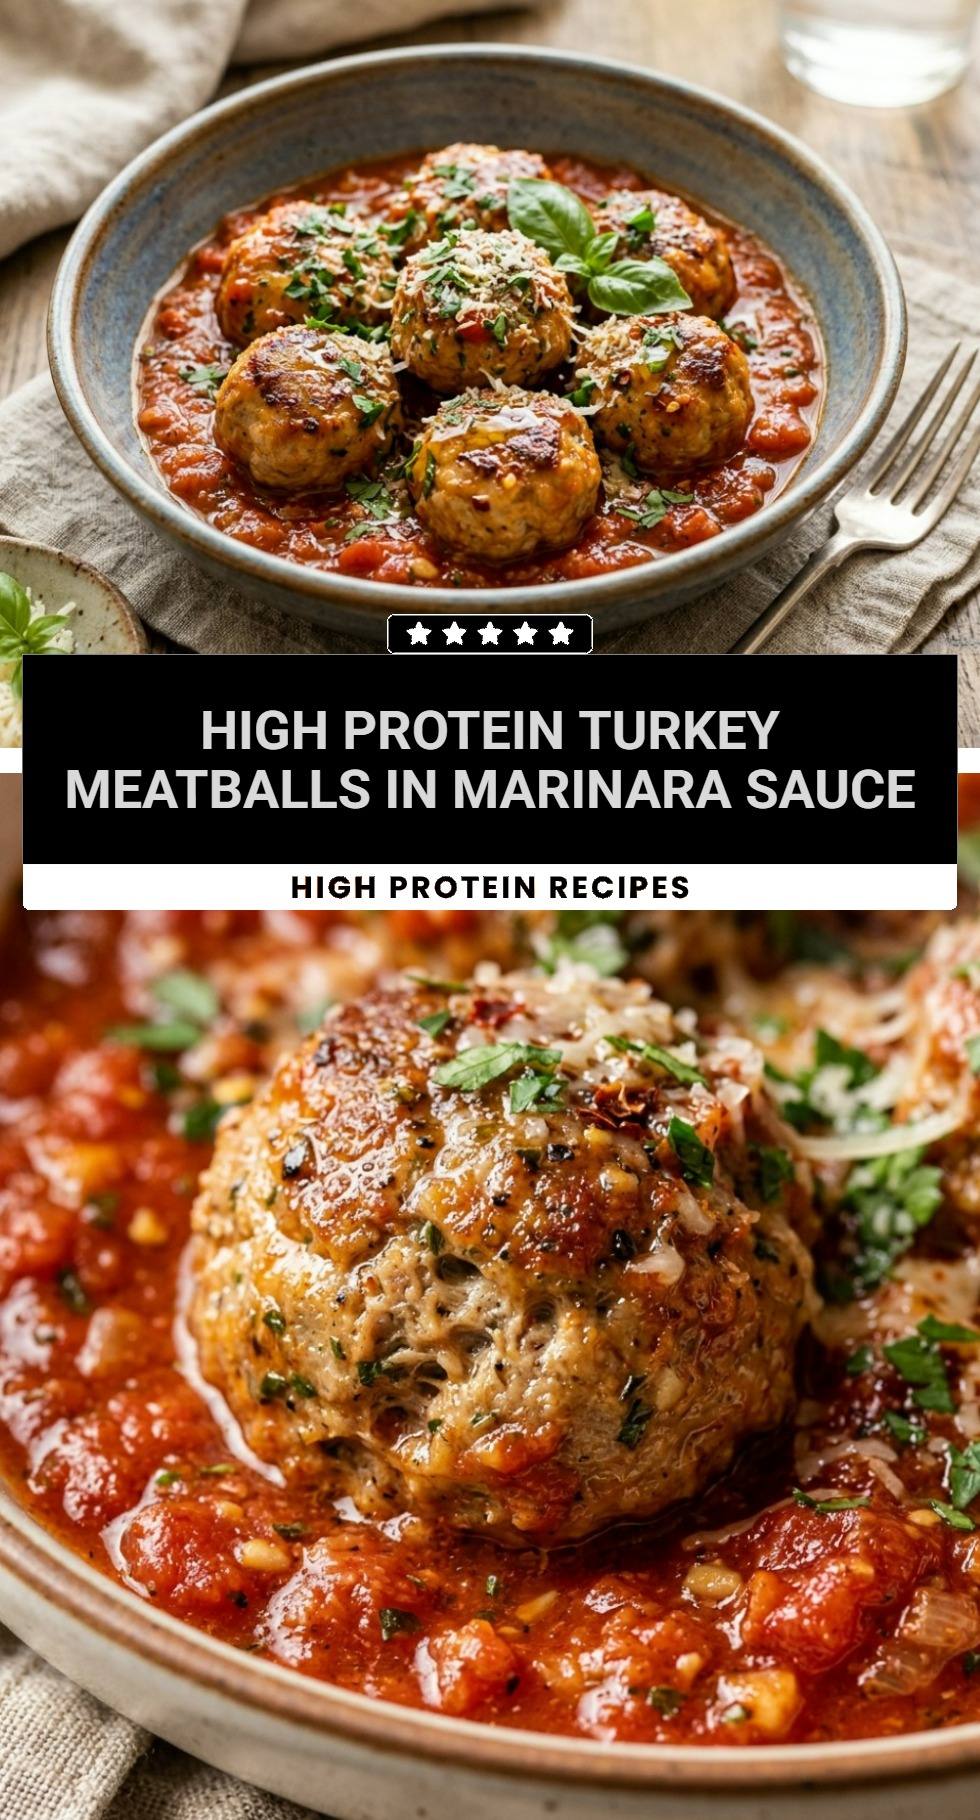 HIGH PROTEIN TURKEY
MEATBALLS IN MARINARA SAUCE
HIGH PROTEIN RECIPES